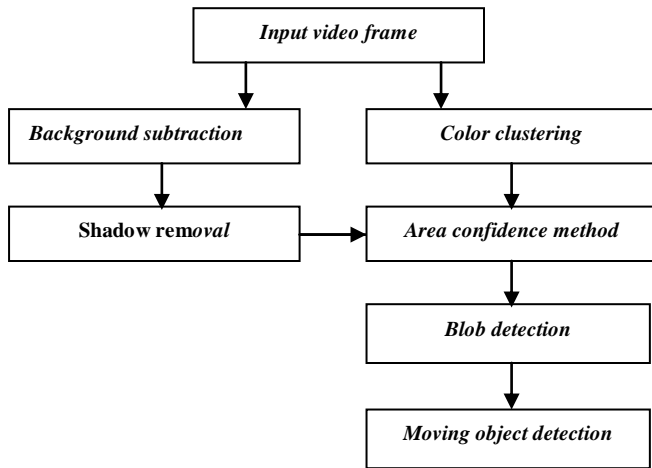 Input video frame
Background subtraction
Color clustering
Shadow removal
Area confidence method
Blob detection
Moving object detection